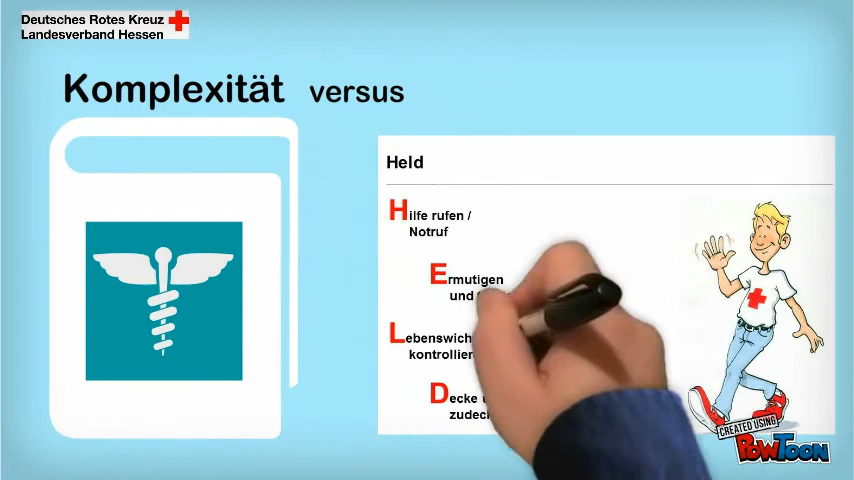 Deutsches Rotes Kreuz
Landesverband Hessen
Komplexität versus
Held
Hilfe rufen /
Notruf
Ermutigen
und
Lebenswich
kontrollier
Decke
zudeck
CREATED USING
POWTOON